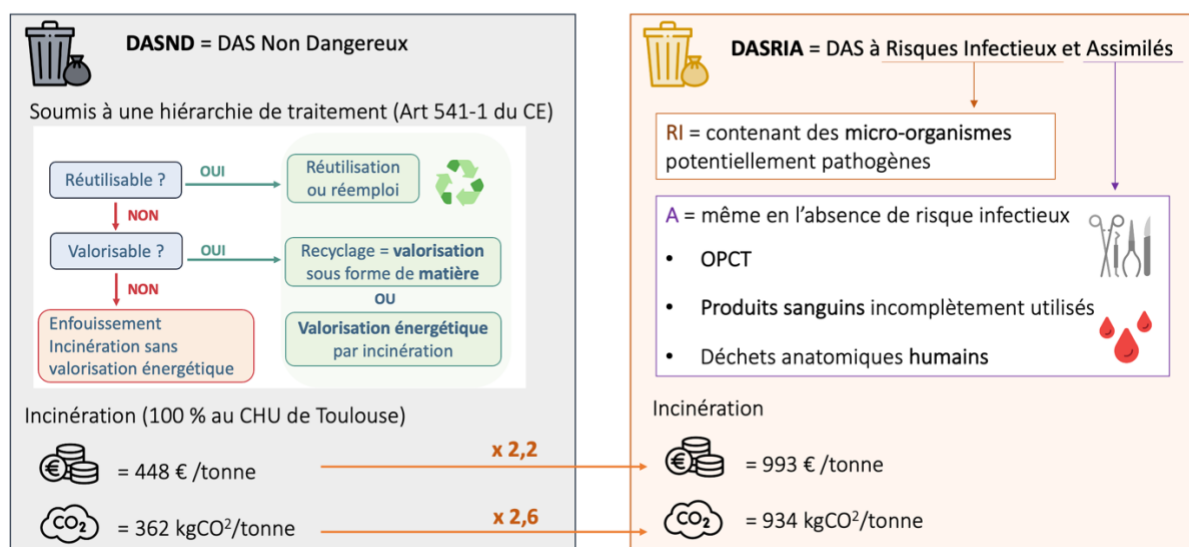 DASND = DAS Non Dangereux
Soumis à une hiérarchie de traitement (Art 541-1 du CE)
Réutilisable ?
OUI
Réutilisation
ou réemploi
NON
Valorisable ?
OUI
Recyclage = valorisation
sous forme de matière
NON
OU
Enfouissement
Incinération sans
valorisation énergétique
Valorisation énergétique
par incinération
Incinération (100 % au CHU de Toulouse)
€
= 448 € /tonne
x 2,2
CO₂
= 362 kgCO²/tonne
x 2,6
DASRIA = DAS à Risques Infectieux et Assimilés
RI = contenant des micro-organismes
potentiellement pathogènes
A = même en l’absence de risque infectieux
• OPCT
• Produits sanguins incomplètement utilisés
• Déchets anatomiques humains
Incinération
€
= 993 € /tonne
CO₂
= 934 kgCO²/tonne